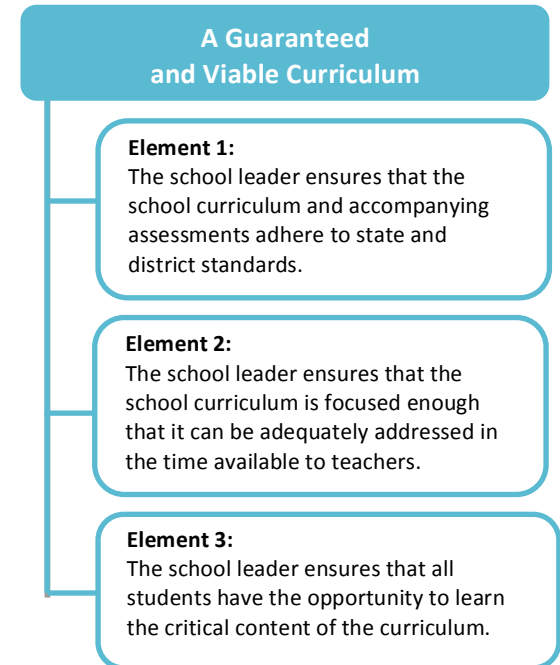 A Guaranteed
and Viable Curriculum
Element 1:
The school leader ensures that the
school curriculum and accompanying
assessments adhere to state and
district standards.
Element 2:
The school leader ensures that the
school curriculum is focused enough
that it can be adequately addressed in
the time available to teachers.
Element 3:
The school leader ensures that all
students have the opportunity to learn
the critical content of the curriculum.